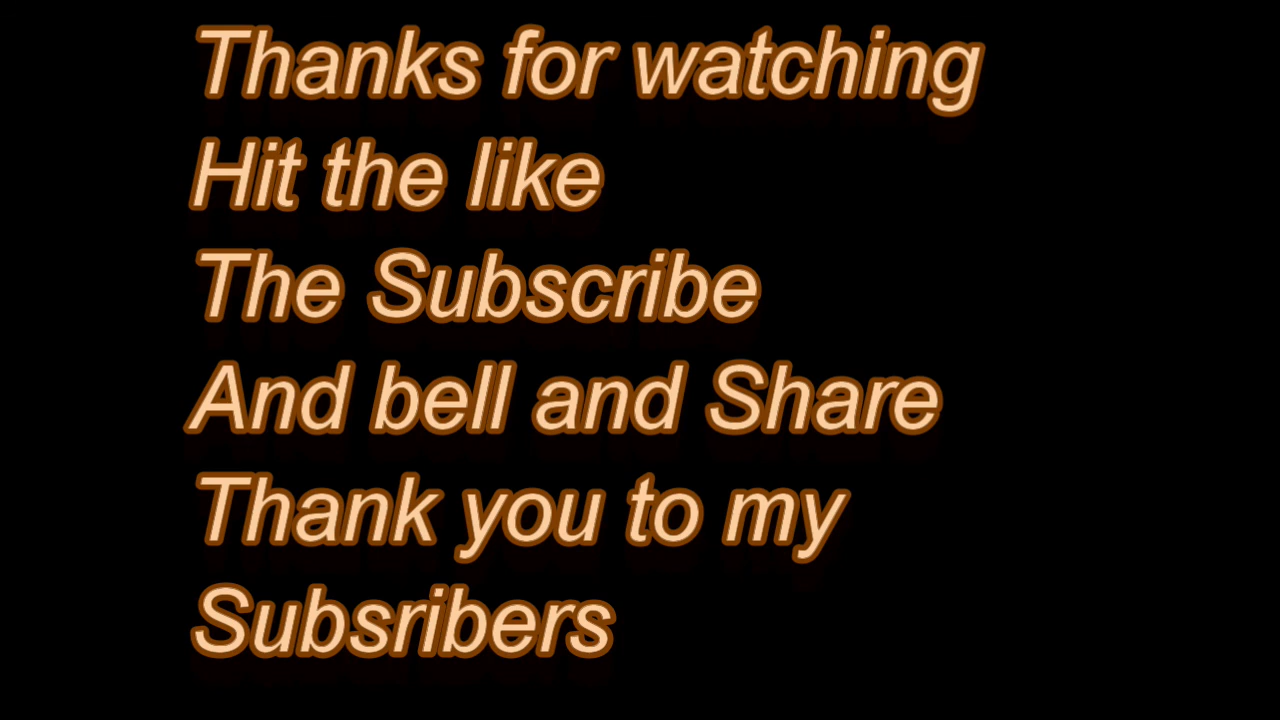 Thanks for watching
Hit the like
The Subscribe
And bell and Share
Thank you to my
Subsribers